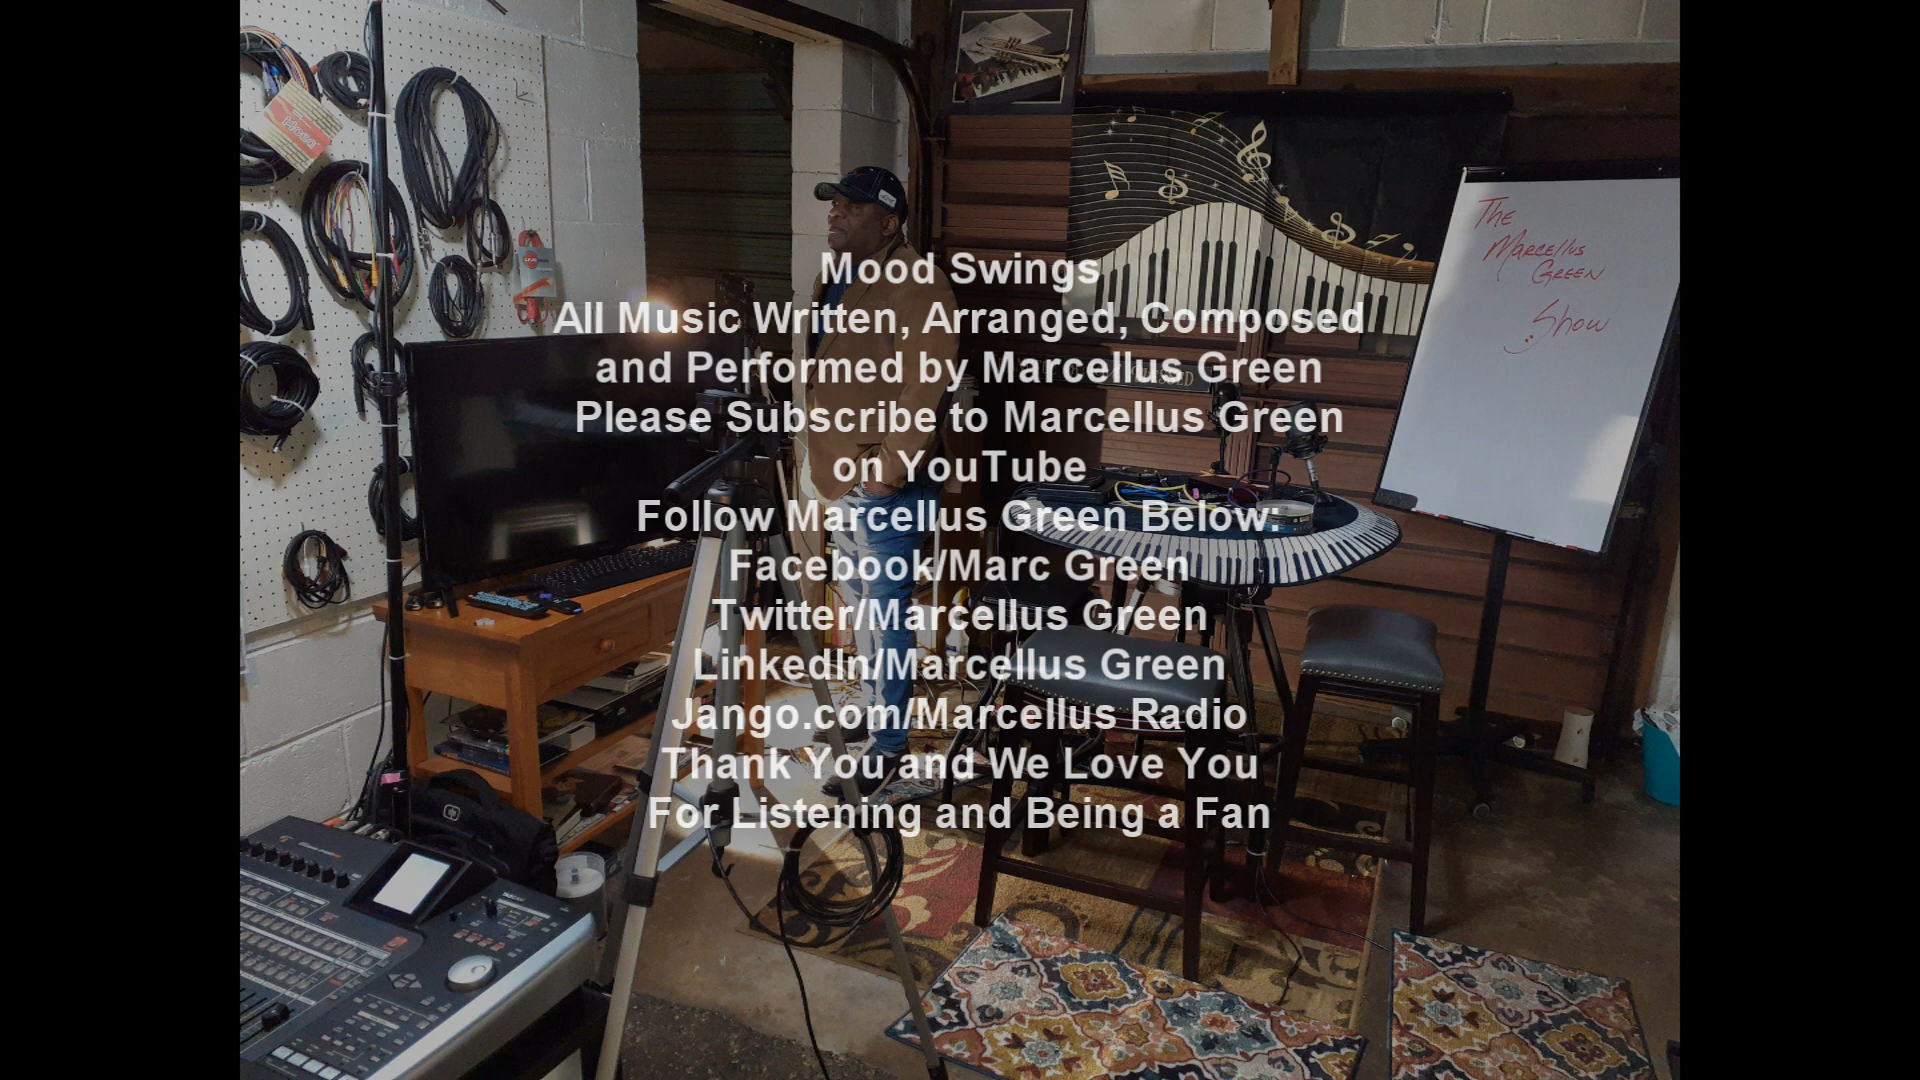 Mood Swings
All Music Written, Arranged, Composed
and Performed by Marcellus Green
Please Subscribe to Marcellus Green
on YouTube
Follow Marcellus Green Below:
Facebook/Marc Green
Twitter/Marcellus Green
LinkedIn/Marcellus Green
Jango.com/Marcellus Radio
Thank You and We Love You
For Listening and Being a Fan
The
Marcellus
Green
Show